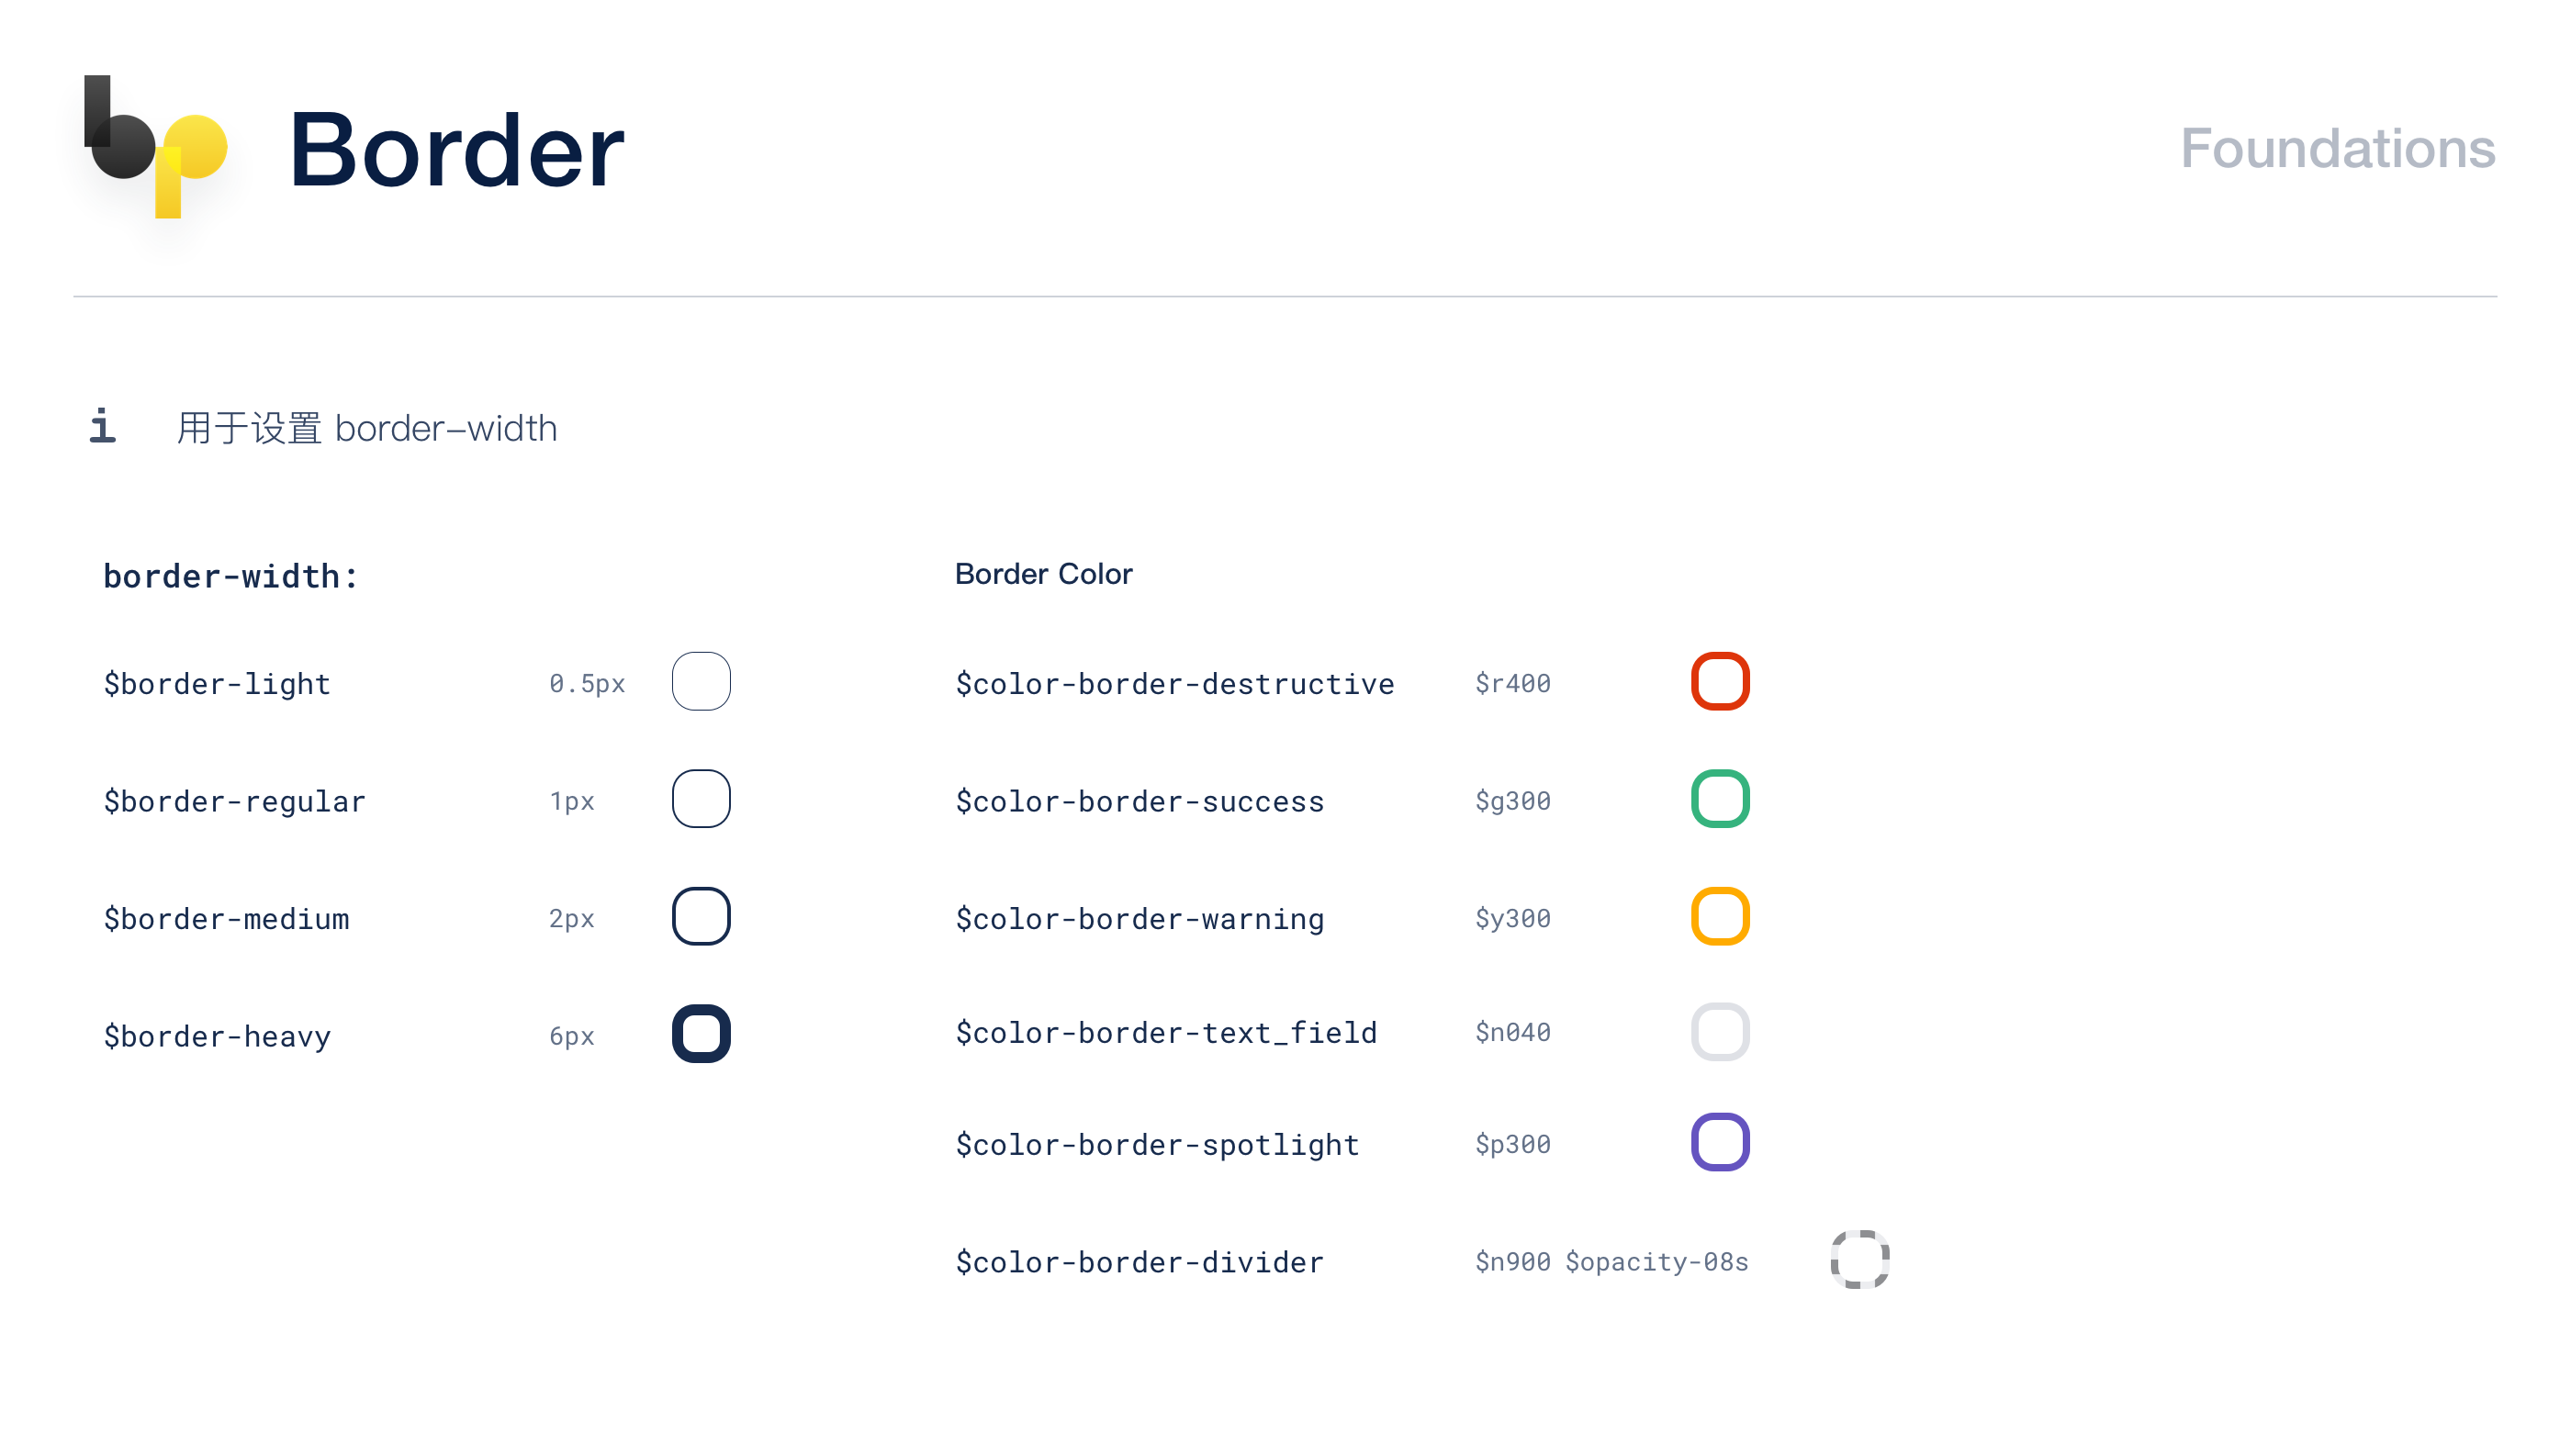 bp
Border
Foundations
i 用于设置 border-width
border-width:
$border-light 0.5px
$border-regular 1px
$border-medium 2px
$border-heavy 6px
Border Color
$color-border-destructive $r400
$color-border-success $g300
$color-border-warning $y300
$color-border-text_field $n040
$color-border-spotlight $p300
$color-border-divider $n900 $opacity-08s